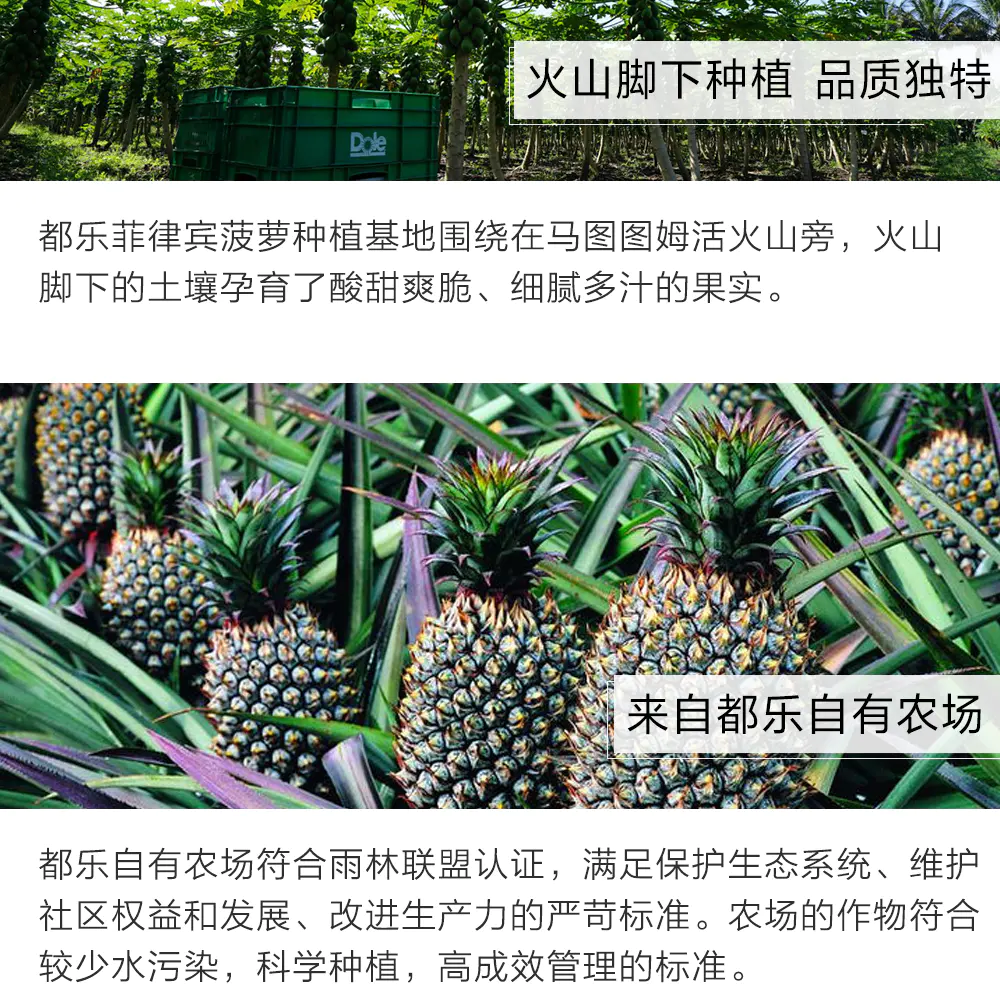 火山脚下种植 品质独特
Dole
都乐菲律宾菠萝种植基地围绕在马图图姆活火山旁，火山
脚下的土壤孕育了酸甜爽脆、细腻多汁的果实。
来自都乐自有农场
都乐自有农场符合雨林联盟认证，满足保护生态系统、维护
社区权益和发展、改进生产力的严苛标准。农场的作物符合
较少水污染，科学种植，高成效管理的标准。